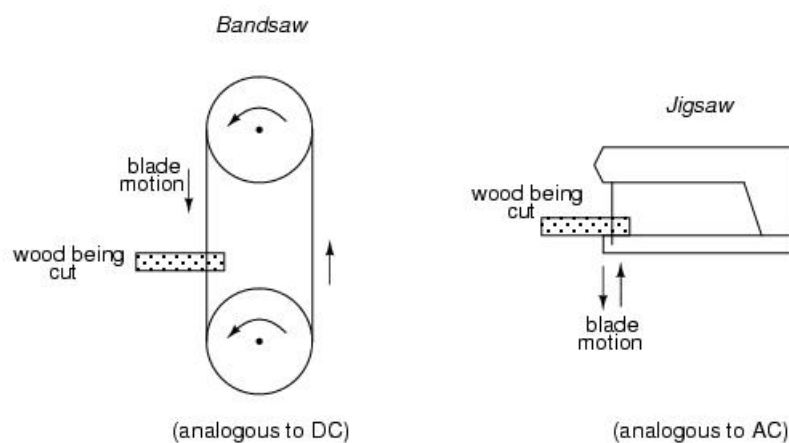 Bandsaw
blade
motion
wood being
cut
(analogous to DC)
Jigsaw
wood being
cut
blade
motion
(analogous to AC)